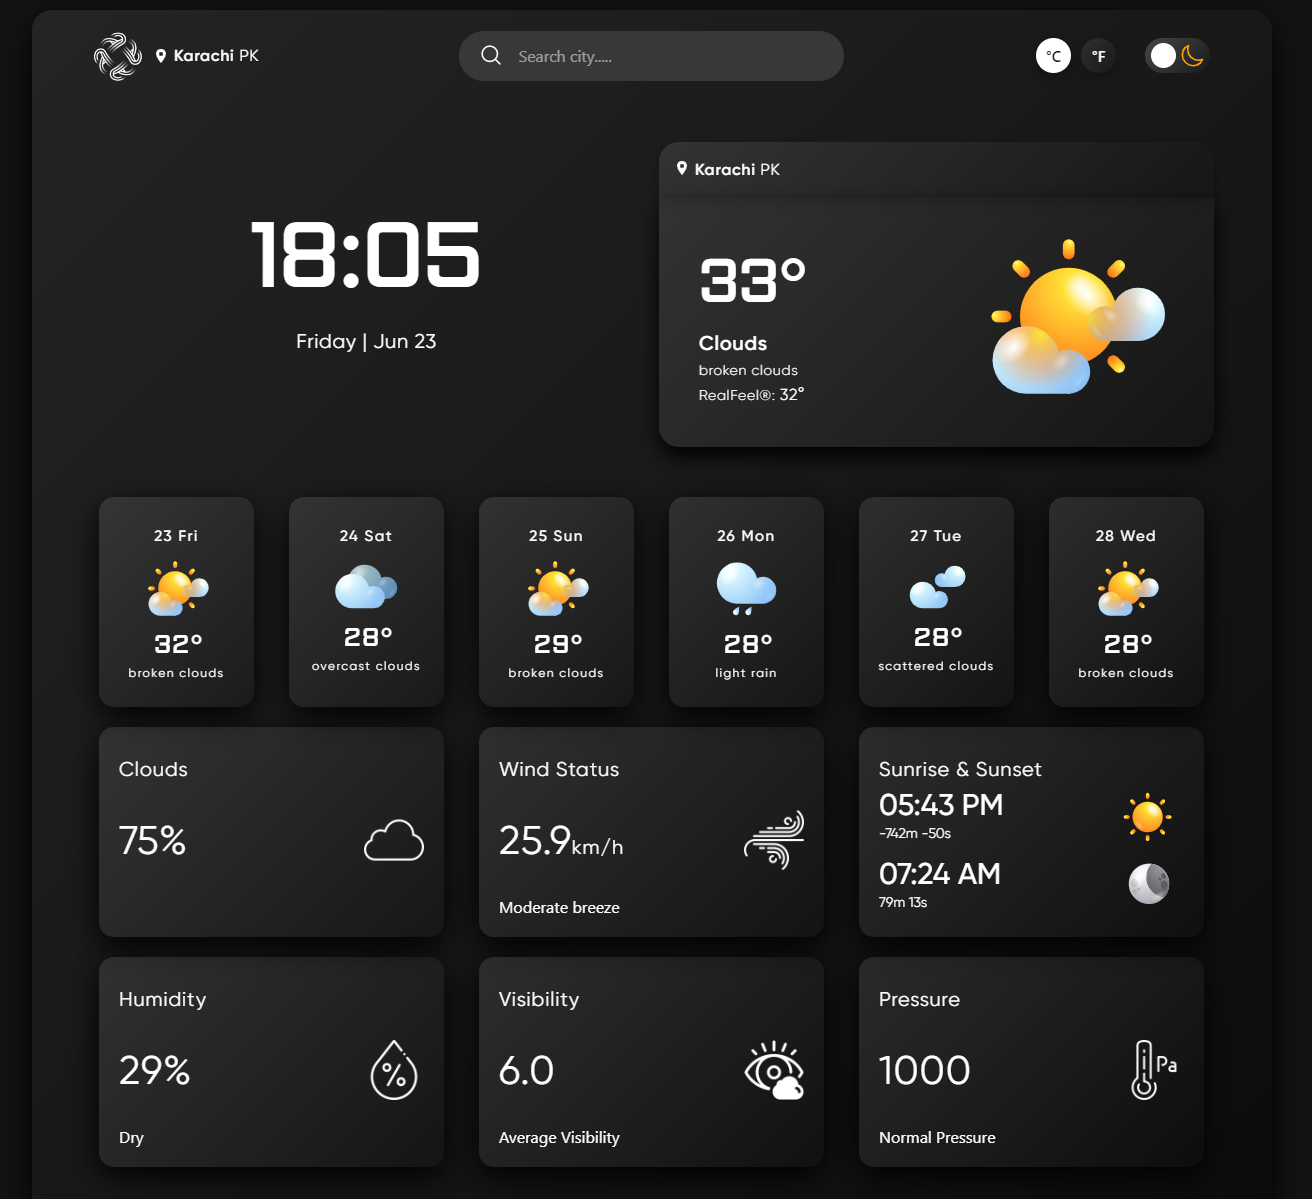 Karachi PK
Search city.....
°C
°F
18:05
Friday | Jun 23
Karachi PK
33°
Clouds
broken clouds
RealFeel®: 32°
23 Fri
32°
broken clouds
24 Sat
28°
overcast clouds
25 Sun
29°
broken clouds
26 Mon
28°
light rain
27 Tue
28°
scattered clouds
28 Wed
28°
broken clouds
Clouds
75%
Wind Status
25.9km/h
Moderate breeze
Sunrise & Sunset
05:43 PM
-742m -50s
07:24 AM
79m 13s
Humidity
29%
%
Dry
Visibility
6.0
Average Visibility
Pressure
1000
Pa
Normal Pressure